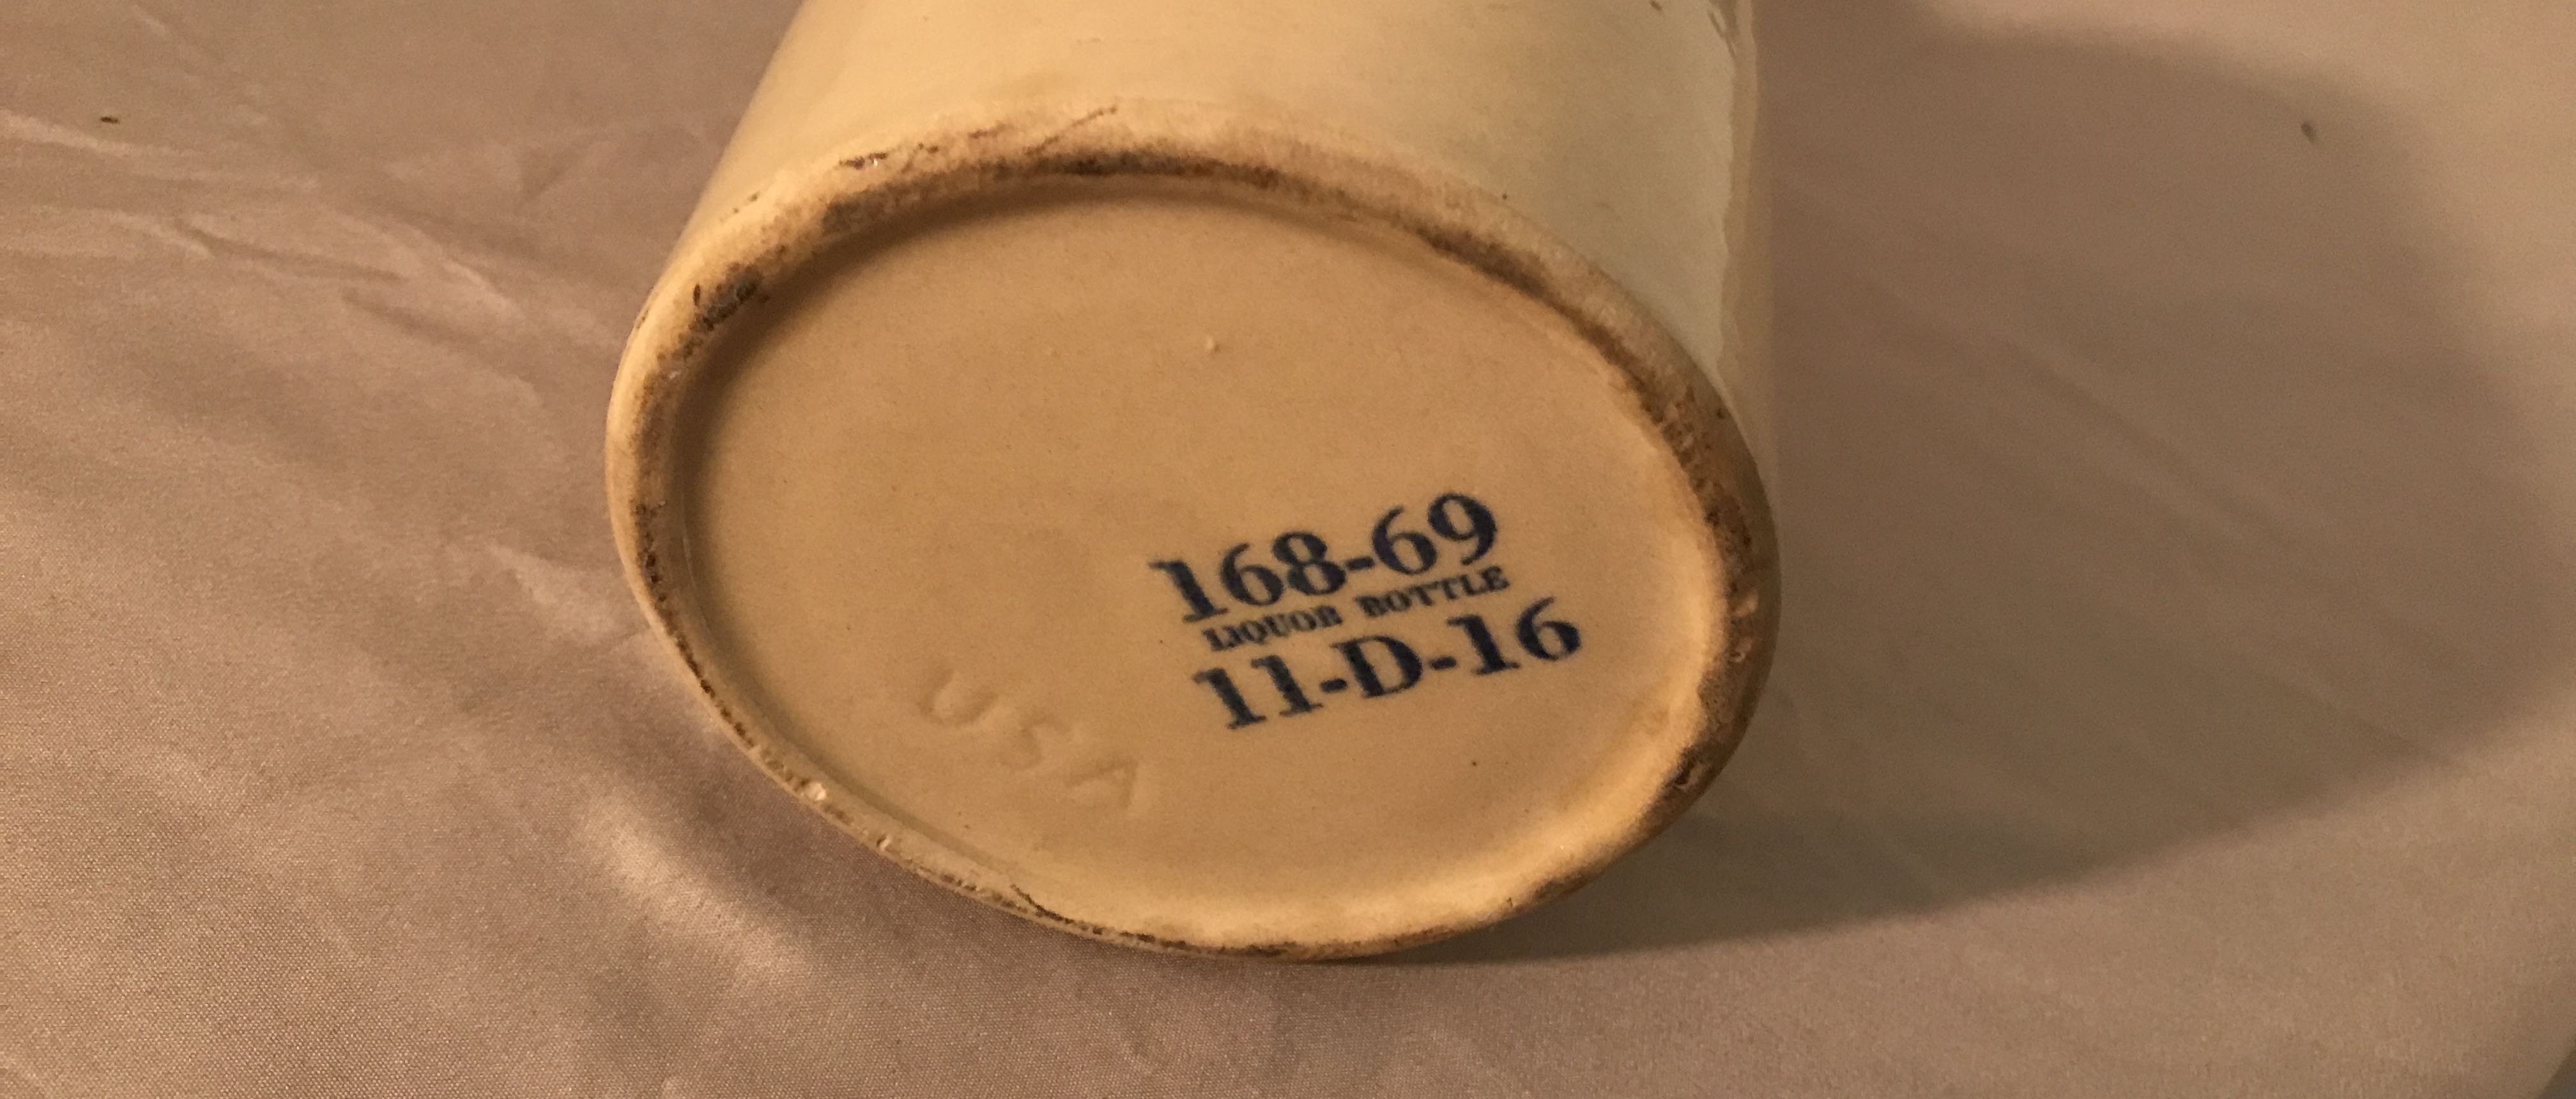 168-69
LIQUOR BOTTLE
11-D-16
USA